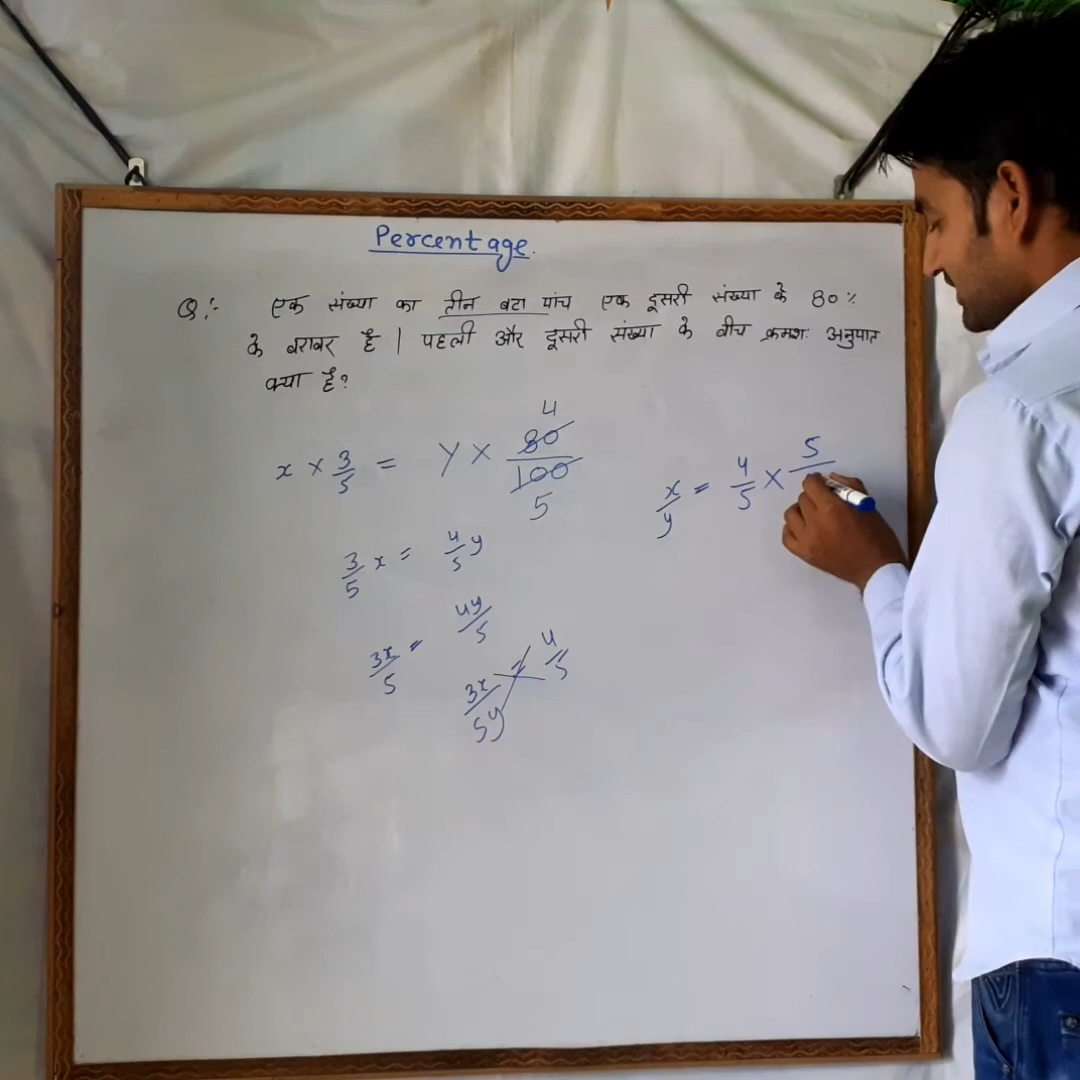 Percentage.
Q:- एक संख्या का तीन बटा पांच एक दूसरी संख्या के 80%
के बराबर है | पहली और दूसरी संख्या के बीच क्रमशः अनुपात
क्या है?
x × 3/5 = y × 80/100
4
5
x/y = 4/5 × 5/
3/5 x = 4/5 y
3x/5 = 4y/5
3x/5y = 4/5